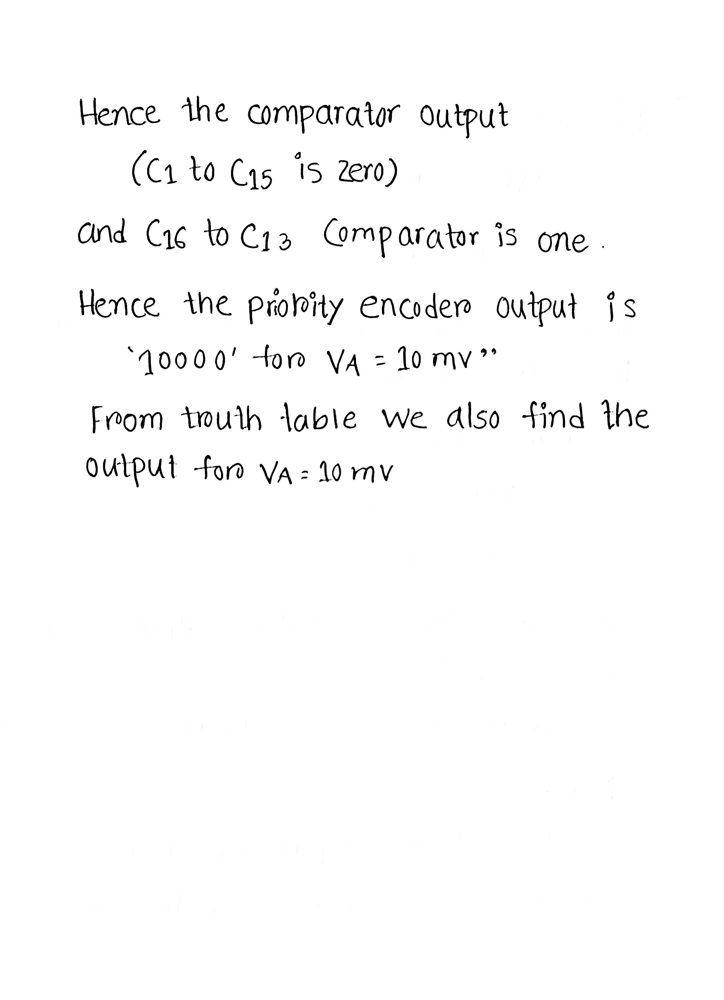 Hence the comparator output
(C1 to C15 is zero)
and C16 to C13 Comparator is one.
Hence the priority encoder output is
‘10000’ for VA = 10 mv”
From truth table we also find the
output for VA = 10 mv